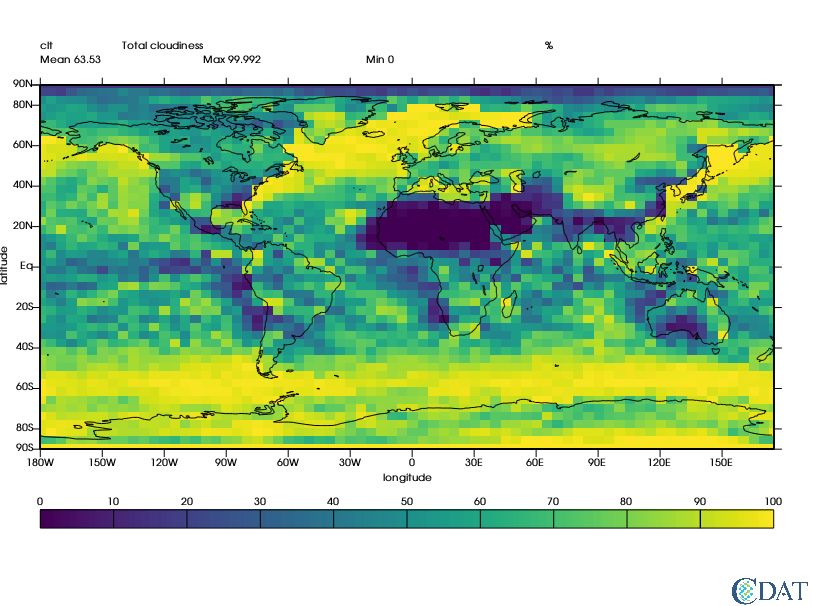 clt Total cloudiness %
Mean 63.53 Max 99.992 Min 0
90N
80N
60N
40N
20N
Eq
20S
40S
60S
80S
90S
latitude
180W 150W 120W 90W 60W 30W 0 30E 60E 90E 120E 150E
longitude
0 10 20 30 40 50 60 70 80 90 100
CDAT